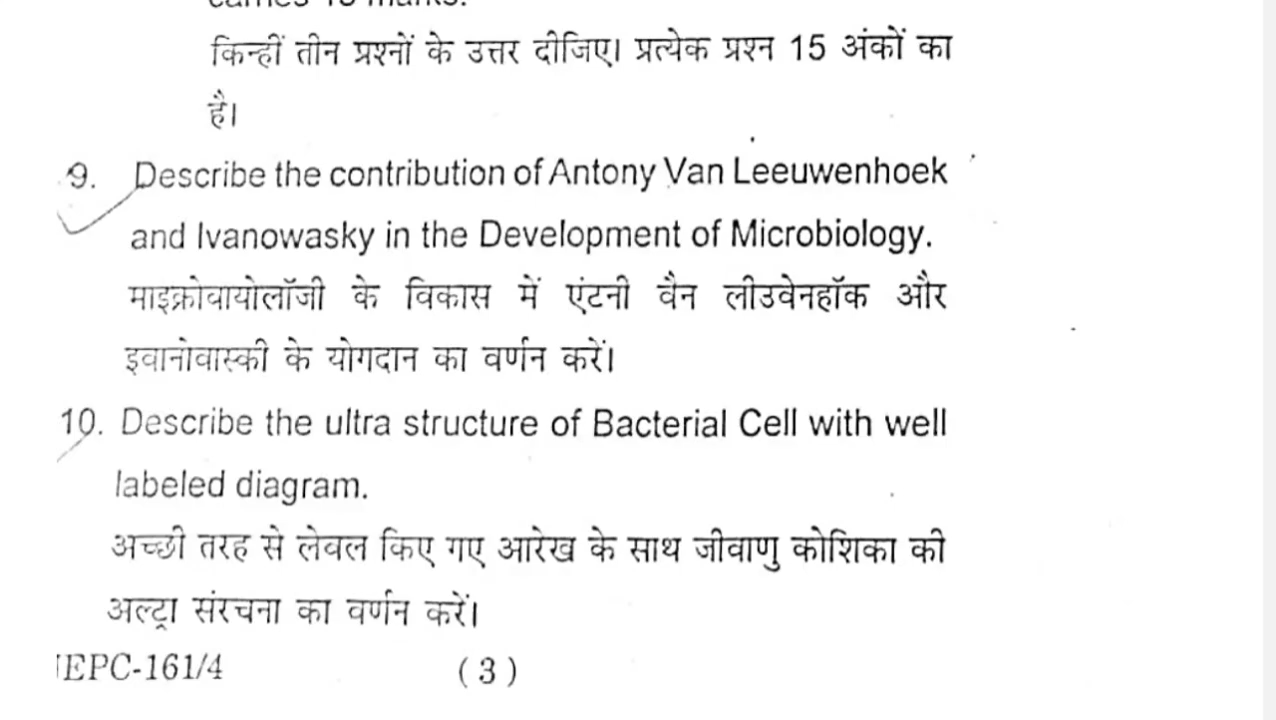 किन्हीं तीन प्रश्नों के उत्तर दीजिए। प्रत्येक प्रश्न 15 अंकों का
है।
9. Describe the contribution of Antony Van Leeuwenhoek
and Ivanowasky in the Development of Microbiology.
माइक्रोवायोलॉजी के विकास में एंटनी वैन लीउवेनहॉक और
इवानोवास्की के योगदान का वर्णन करें।
10. Describe the ultra structure of Bacterial Cell with well
labeled diagram.
अच्छी तरह से लेवल किए गए आरेख के साथ जीवाणु कोशिका की
अल्ट्रा संरचना का वर्णन करें।
EPC-161/4 (3)